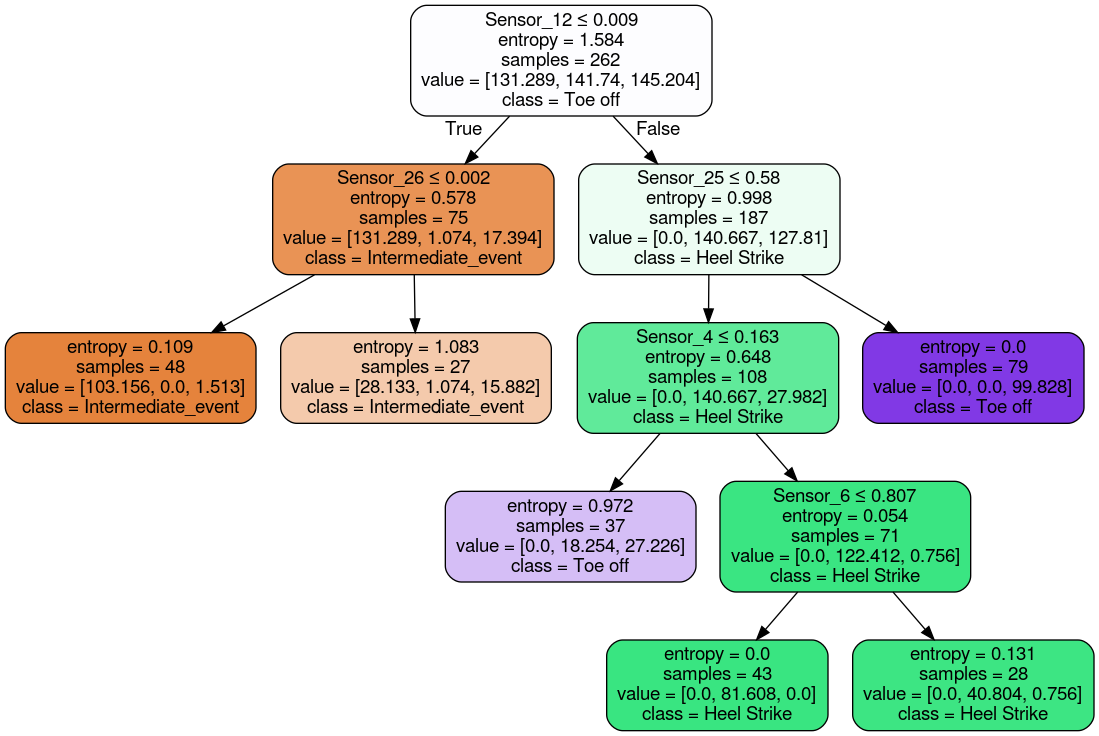 Sensor_12 ≤ 0.009
entropy = 1.584
samples = 262
value = [131.289, 141.74, 145.204]
class = Toe off
True
False
Sensor_26 ≤ 0.002
entropy = 0.578
samples = 75
value = [131.289, 1.074, 17.394]
class = Intermediate_event
Sensor_25 ≤ 0.58
entropy = 0.998
samples = 187
value = [0.0, 140.667, 127.81]
class = Heel Strike
entropy = 0.109
samples = 48
value = [103.156, 0.0, 1.513]
class = Intermediate_event
entropy = 1.083
samples = 27
value = [28.133, 1.074, 15.882]
class = Intermediate_event
Sensor_4 ≤ 0.163
entropy = 0.648
samples = 108
value = [0.0, 140.667, 27.982]
class = Heel Strike
entropy = 0.0
samples = 79
value = [0.0, 0.0, 99.828]
class = Toe off
entropy = 0.972
samples = 37
value = [0.0, 18.254, 27.226]
class = Toe off
Sensor_6 ≤ 0.807
entropy = 0.054
samples = 71
value = [0.0, 122.412, 0.756]
class = Heel Strike
entropy = 0.0
samples = 43
value = [0.0, 81.608, 0.0]
class = Heel Strike
entropy = 0.131
samples = 28
value = [0.0, 40.804, 0.756]
class = Heel Strike